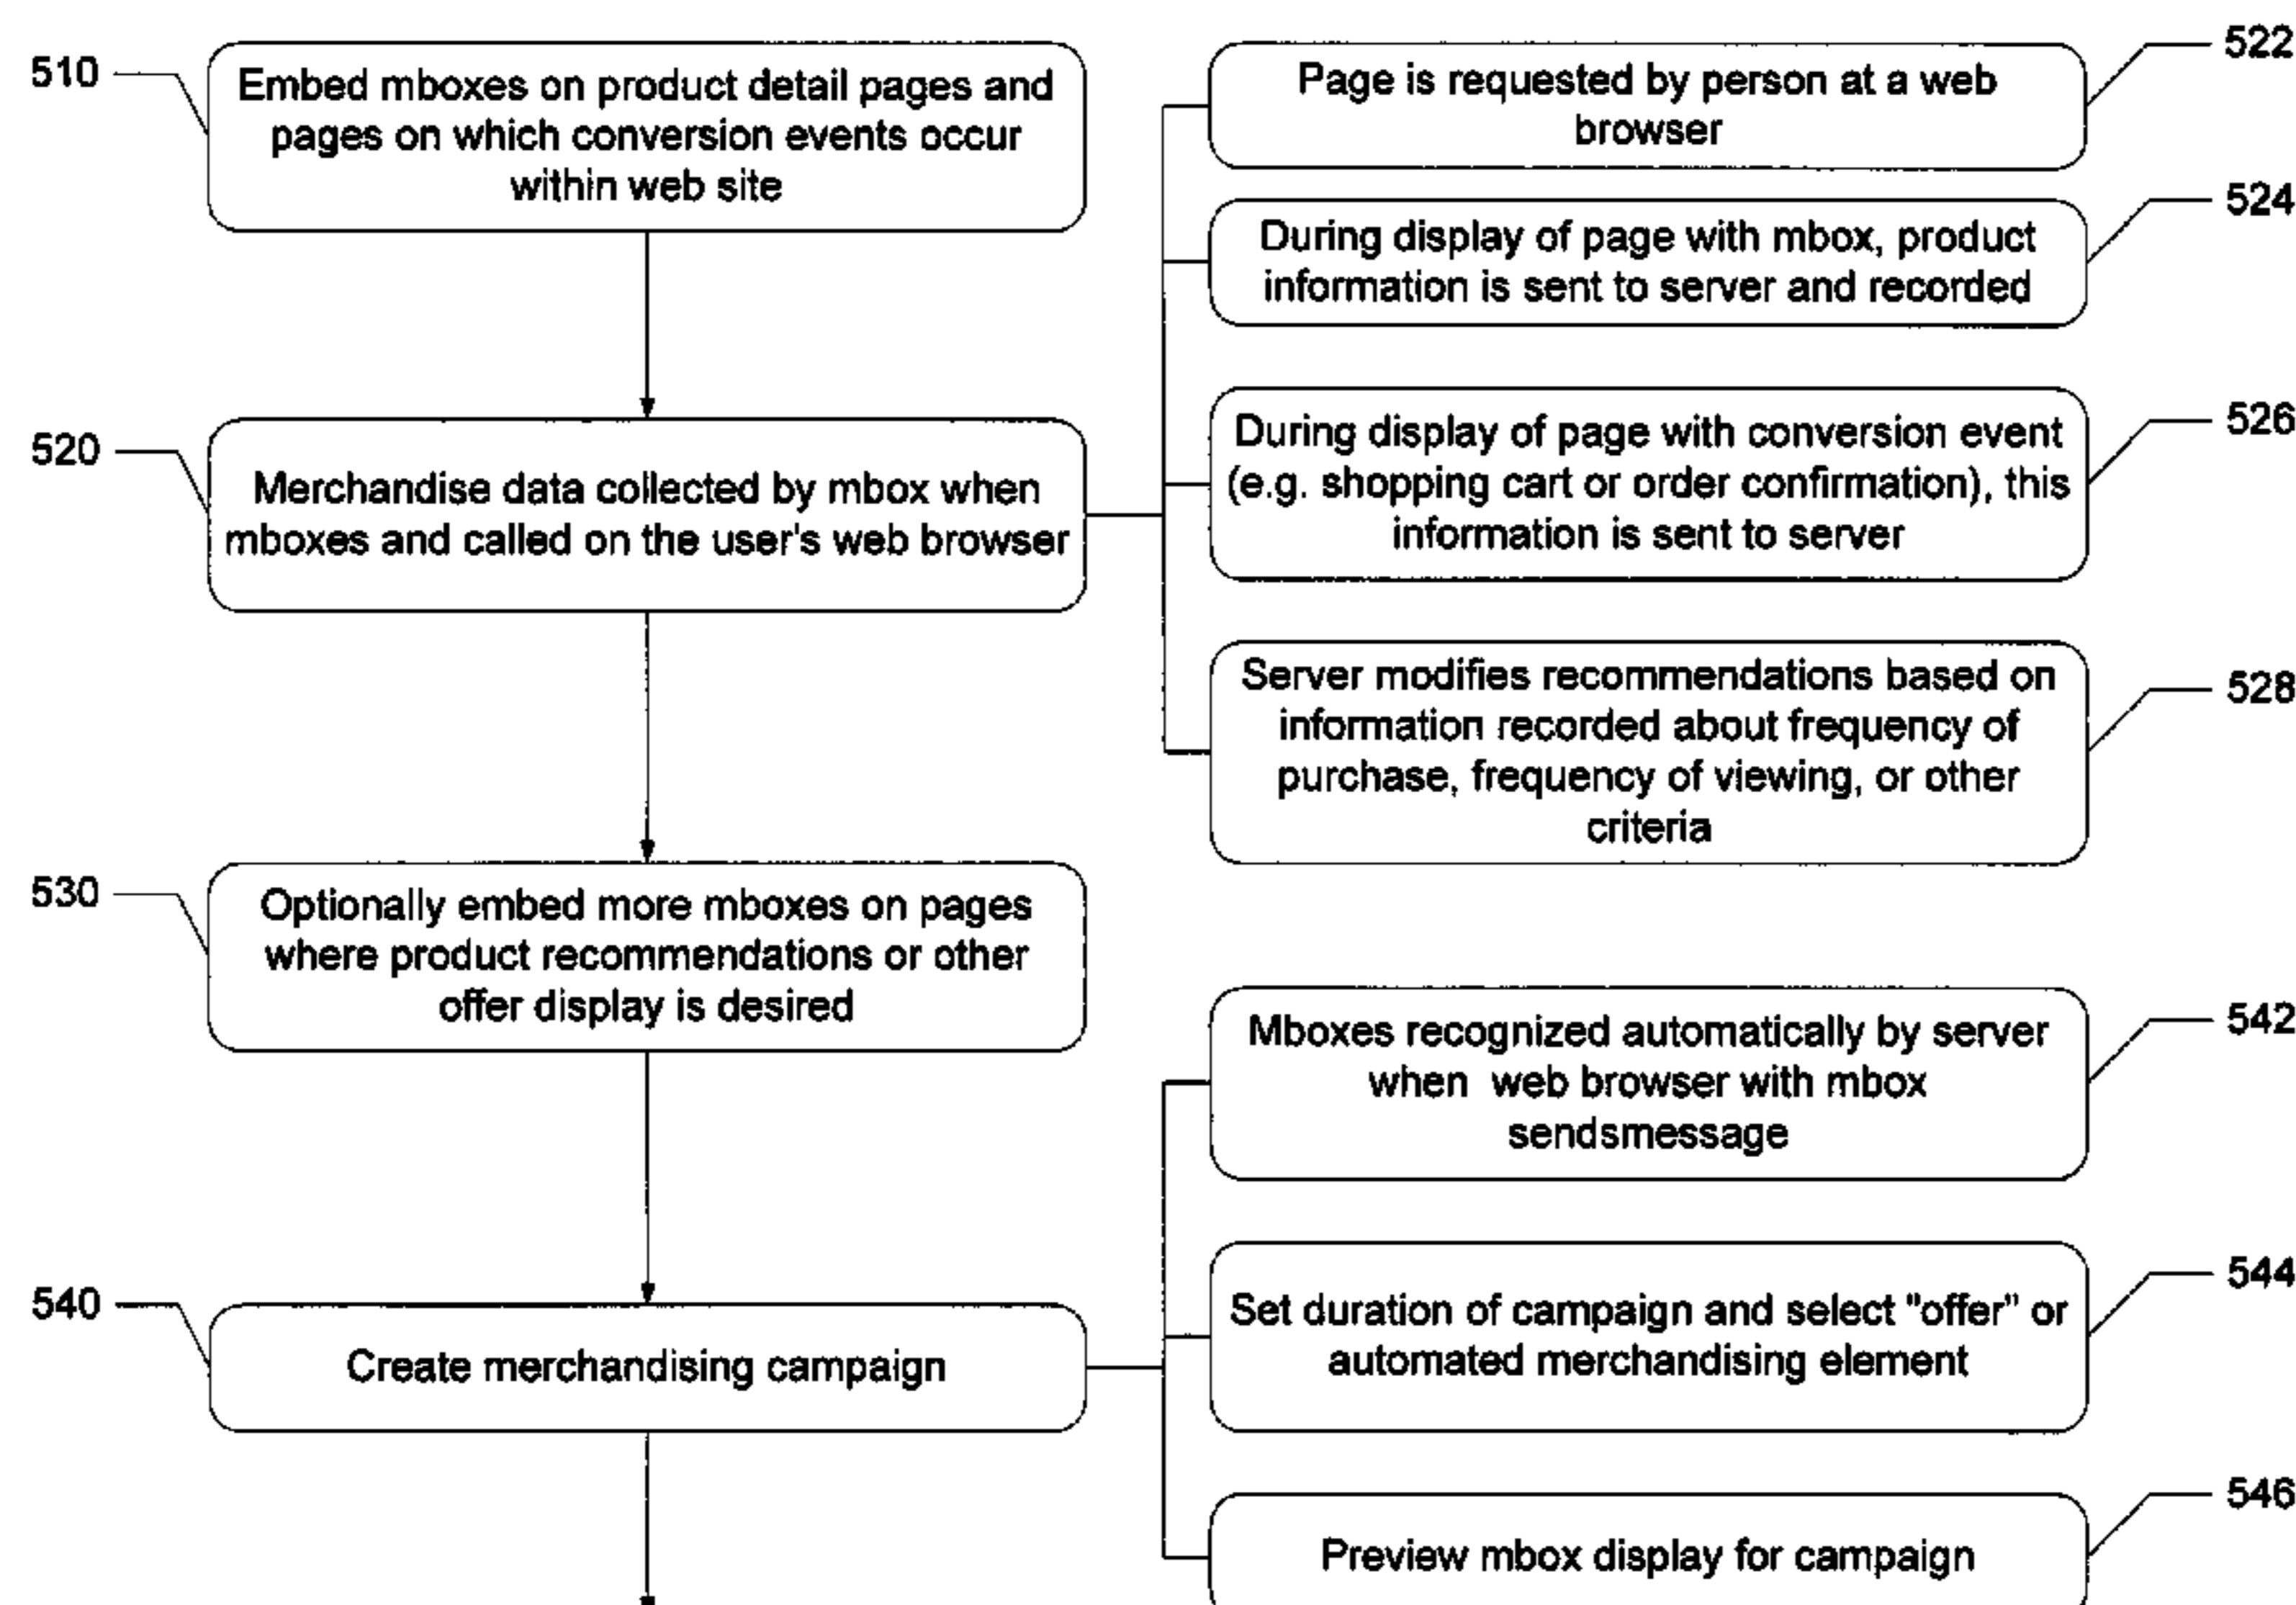 510
Embed mboxes on product detail pages and
pages on which conversion events occur
within web site
520
Merchandise data collected by mbox when
mboxes and called on the user's web browser
522
Page is requested by person at a web
browser
524
During display of page with mbox, product
information is sent to server and recorded
526
During display of page with conversion event
(e.g. shopping cart or order confirmation), this
information is sent to server
528
Server modifies recommendations based on
information recorded about frequency of
purchase, frequency of viewing, or other
criteria
530
Optionally embed more mboxes on pages
where product recommendations or other
offer display is desired
540
Create merchandising campaign
542
Mboxes recognized automatically by server
when web browser with mbox
sendsmessage
544
Set duration of campaign and select "offer" or
automated merchandising element
546
Preview mbox display for campaign